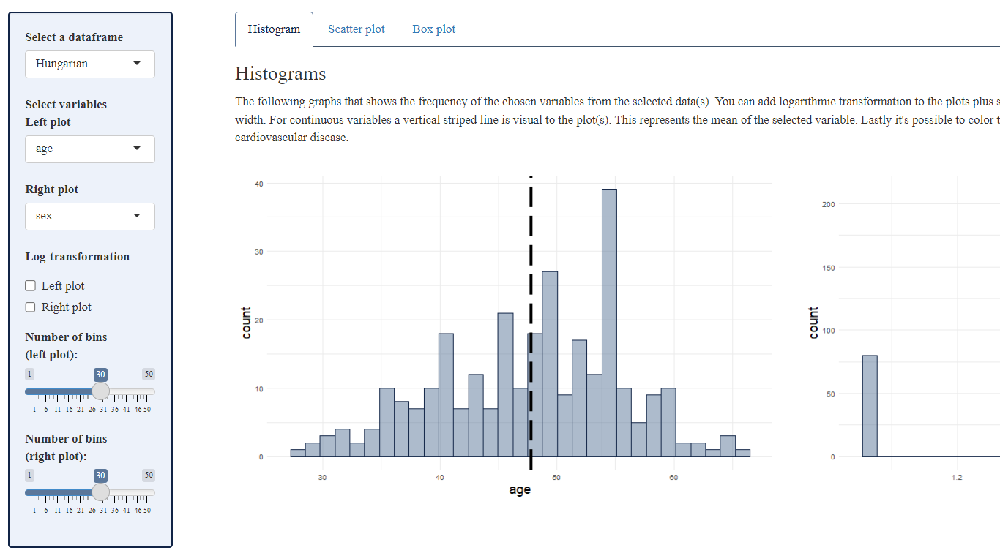 Select a dataframe
Hungarian
Select variables
Left plot
age
Right plot
sex
Log-transformation
Left plot
Right plot
Number of bins
(left plot):
1 30 50
1 6 11 16 21 26 31 36 41 46 50
Number of bins
(right plot):
1 30 50
1 6 11 16 21 26 31 36 41 46 50
Histogram Scatter plot Box plot
Histograms
The following graphs that shows the frequency of the chosen variables from the selected data(s). You can add logarithmic transformation to the plots plus
width. For continuous variables a vertical striped line is visual to the plot(s). This represents the mean of the selected variable. Lastly it's possible to color
cardiovascular disease.
40
30
20
10
0
count
30 40 50 60
age
200
150
100
50
0
count
1.2